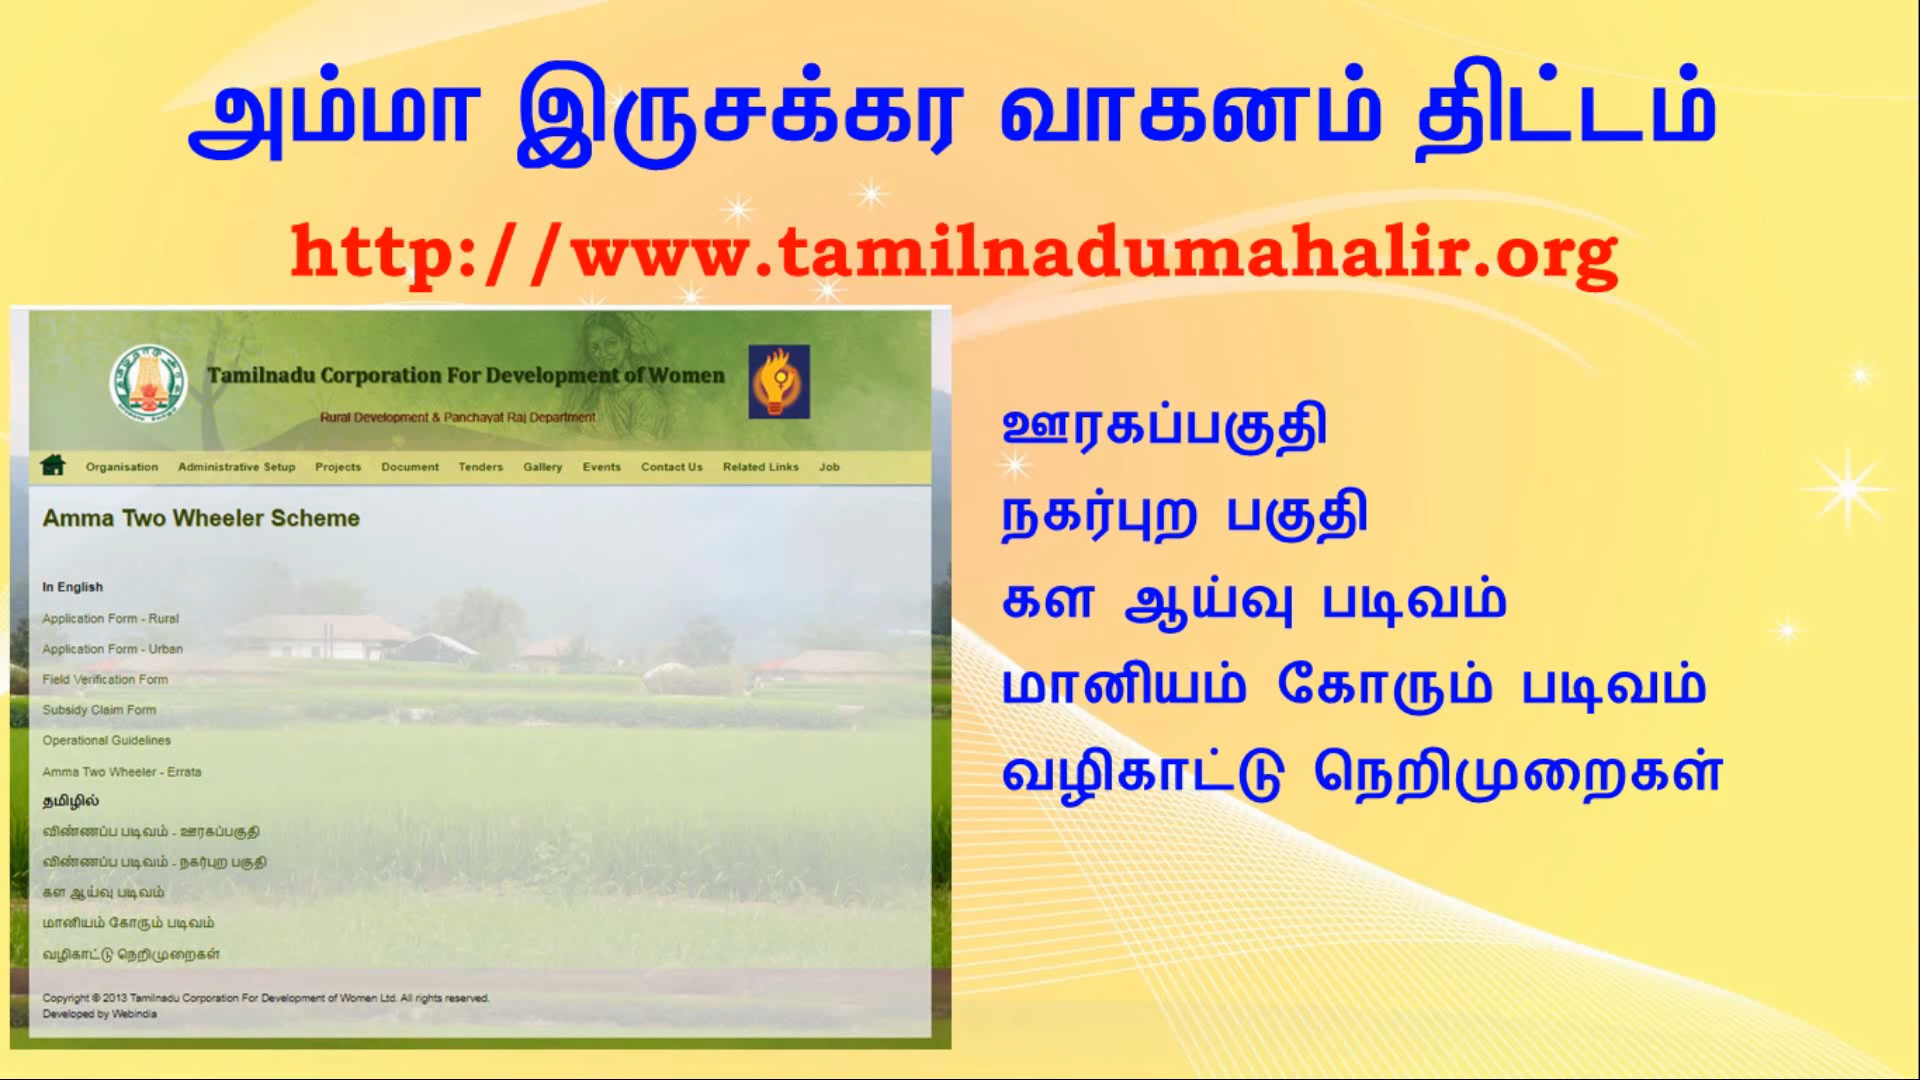 அம்மா இருசக்கர வாகனம் திட்டம்
http://www.tamilnadumahalir.org
Tamilnadu Corporation For Development of Women
Rural Development & Panchayat Raj Department
Organisation Administrative Setup Projects Document Tenders Gallery Events Contact Us Related Links Job
Amma Two Wheeler Scheme
In English
Application Form - Rural
Application Form - Urban
Field Verification Form
Subsidy Claim Form
Operational Guidelines
Amma Two Wheeler - Errata
தமிழில்
விண்ணப்ப படிவம் - ஊரகப்பகுதி
விண்ணப்ப படிவம் - நகர்புற பகுதி
கள ஆய்வு படிவம்
மானியம் கோரும் படிவம்
வழிகாட்டு நெறிமுறைகள்
Copyright © 2013 Tamilnadu Corporation For Development of Women Ltd. All rights reserved.
Developed by Webindia
ஊரகப்பகுதி
நகர்புற பகுதி
கள ஆய்வு படிவம்
மானியம் கோரும் படிவம்
வழிகாட்டு நெறிமுறைகள்